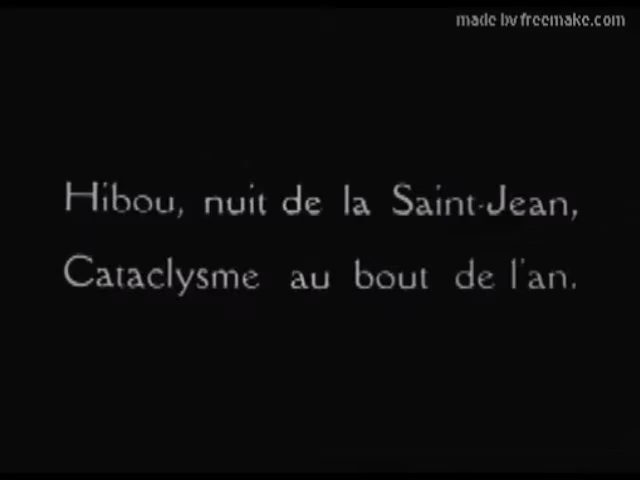 made by freemake.com
Hibou, nuit de la Saint-Jean,
Cataclysme au bout de l'an.